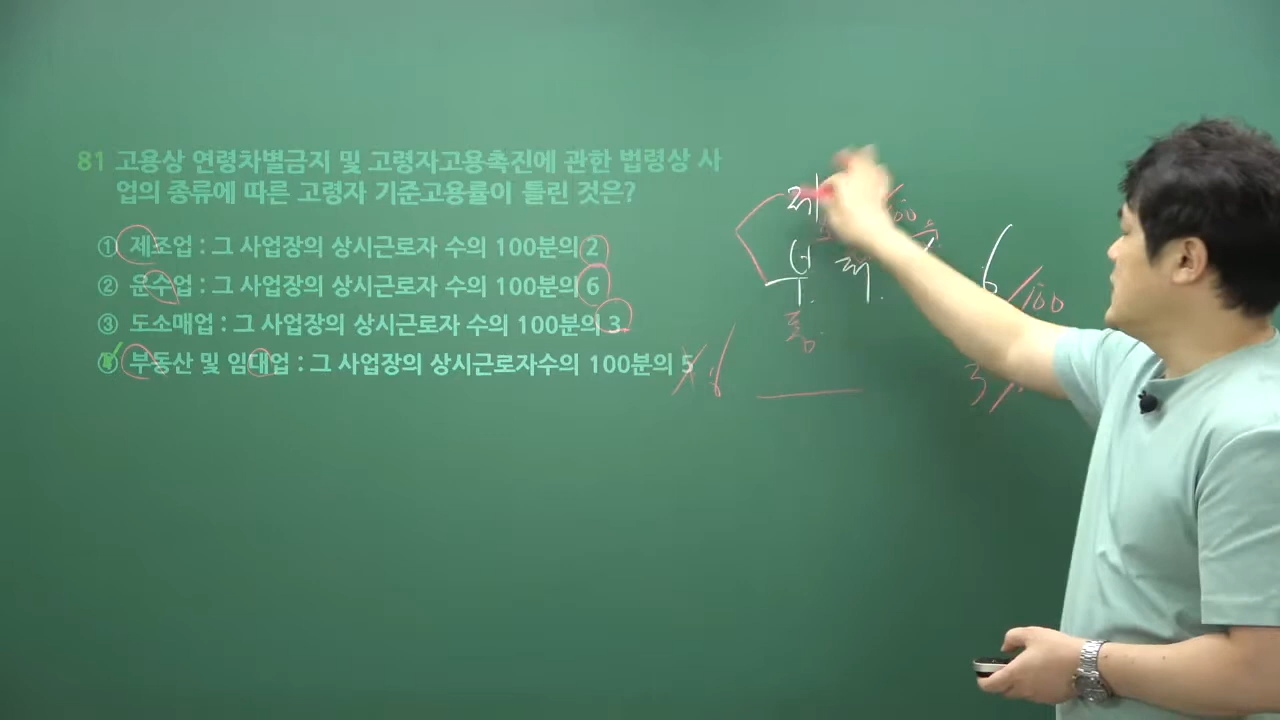 81 고용상 연령차별금지 및 고령자고용촉진에 관한 법령상 사
업의 종류에 따른 고령자 기준고용률이 틀린 것은?
① 제조업 : 그 사업장의 상시근로자 수의 100분의 2
② 운수업 : 그 사업장의 상시근로자 수의 100분의 6
③ 도소매업 : 그 사업장의 상시근로자 수의 100분의 3
④ 부동산 및 임대업 : 그 사업장의 상시근로자수의 100분의 5
제
부 대
6
/100
6
3